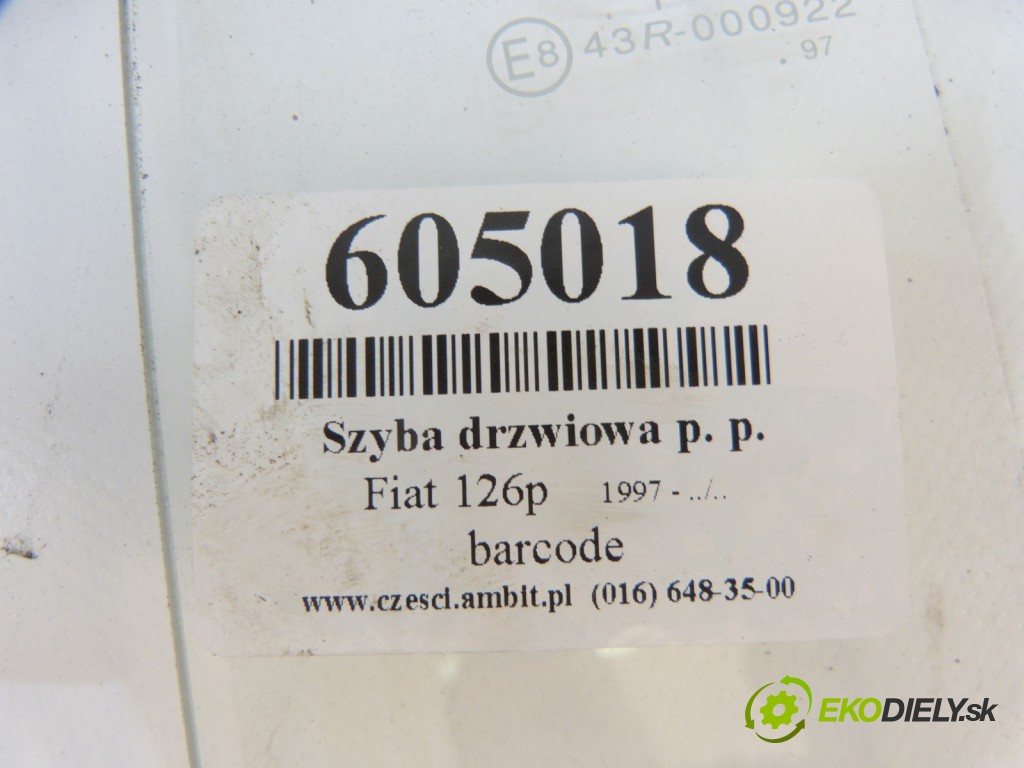 E8 43R-000922
. 97
605018
Szyba drzwiowa p. p.
Fiat 126p 1997 - ../..
barcode
www.czesci.ambit.pl (016) 648-35-00
EKODIELY.sk